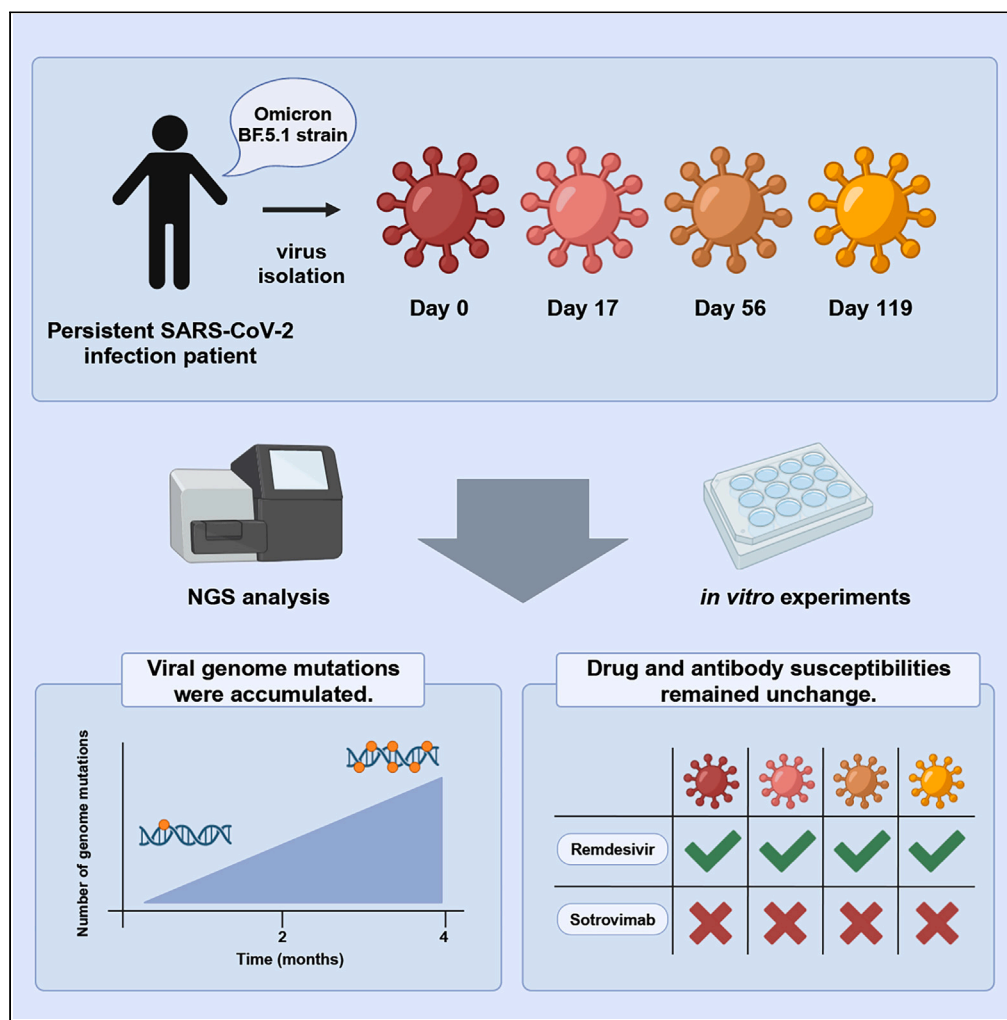 Omicron
BF.5.1 strain
virus
isolation
Persistent SARS-CoV-2
infection patient
Day 0
Day 17
Day 56
Day 119
NGS analysis
in vitro experiments
Viral genome mutations
were accumulated.
Number of genome mutations
2
4
Time (months)
Drug and antibody susceptibilities
remained unchange.
Remdesivir
Sotrovimab